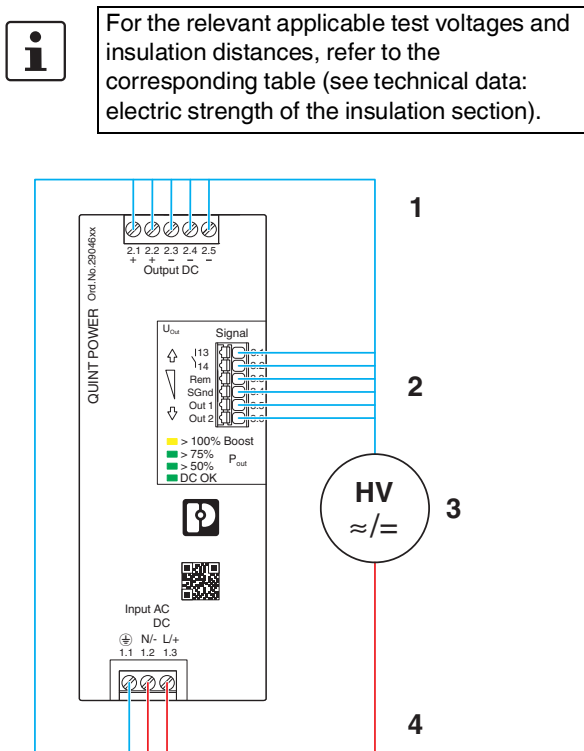 For the relevant applicable test voltages and
insulation distances, refer to the
corresponding table (see technical data:
electric strength of the insulation section).
1
2.1 2.2 2.3 2.4 2.5
+ + – – –
Output DC
QUINT POWER Ord.No.29046xx
UOut Signal
13
14
Rem
SGnd
Out 1
Out 2
2
> 100% Boost
> 75%
> 50%
DC OK
Pout
HV
≈/=
3
Input AC
DC
N/- L/+
1.1 1.2 1.3
4